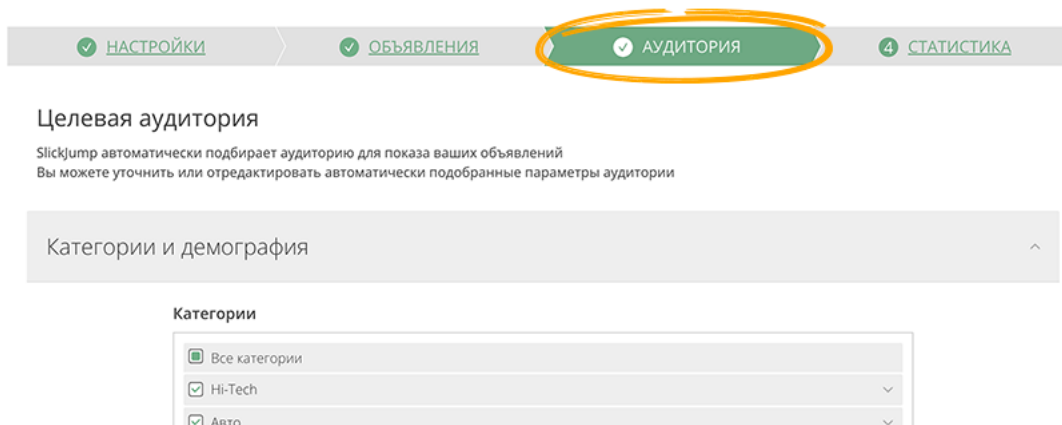 НАСТРОЙКИ ОБЪЯВЛЕНИЯ АУДИТОРИЯ 4 СТАТИСТИКА
Целевая аудитория
SlickJump автоматически подбирает аудиторию для показа ваших объявлений
Вы можете уточнить или отредактировать автоматически подобранные параметры аудитории
Категории и демография
Категории
Все категории
Hi-Tech
Авто